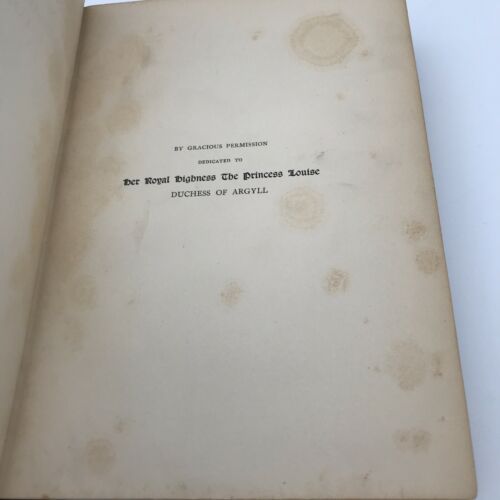 BY GRACIOUS PERMISSION
DEDICATED TO
Her Royal Highness The Princess Louise
DUCHESS OF ARGYLL